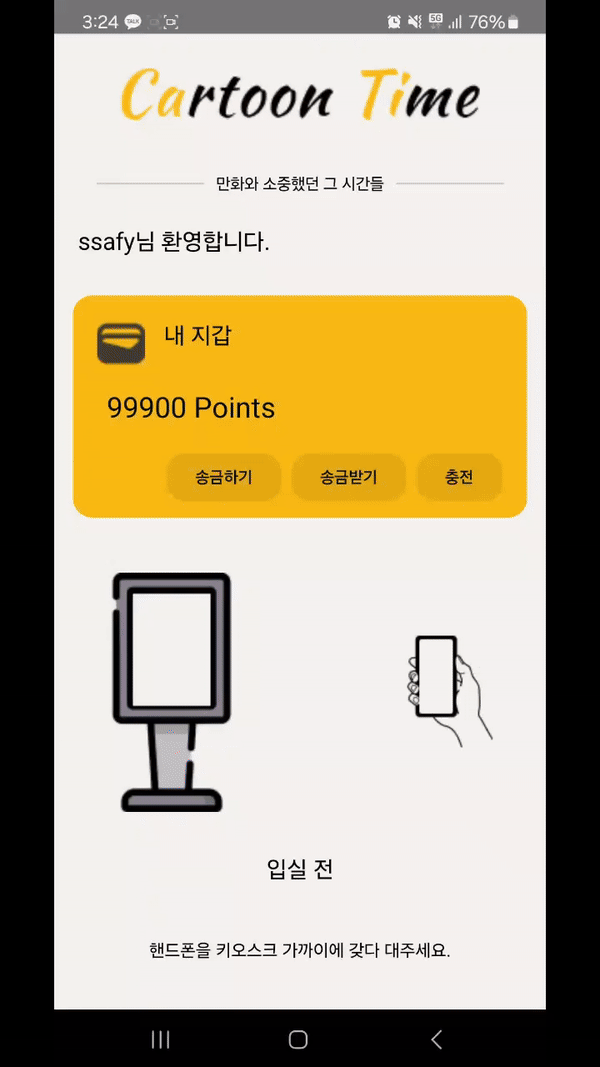 3:24 TALK 5G 76%
Cartoon Time
만화와 소중했던 그 시간들
ssafy님 환영합니다.
내 지갑
99900 Points
송금하기 송금받기 충전
입실 전
핸드폰을 키오스크 가까이에 갖다 대주세요.